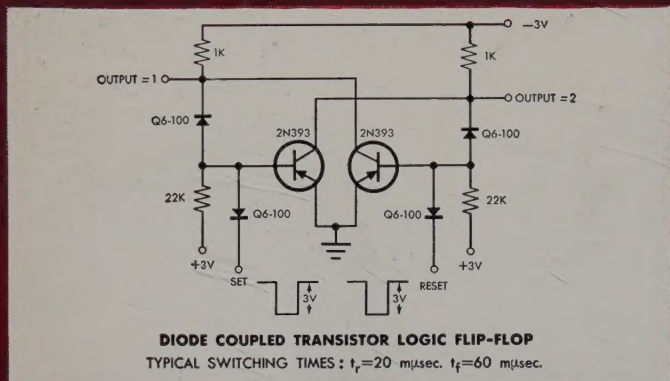 −3V
1K
1K
OUTPUT=1
OUTPUT=2
Q6-100
Q6-100
2N393
2N393
22K
22K
Q6-100
Q6-100
+3V
+3V
SET
RESET
3V
3V
DIODE COUPLED TRANSISTOR LOGIC FLIP-FLOP
TYPICAL SWITCHING TIMES: tr=20 mμsec. tf=60 mμsec.